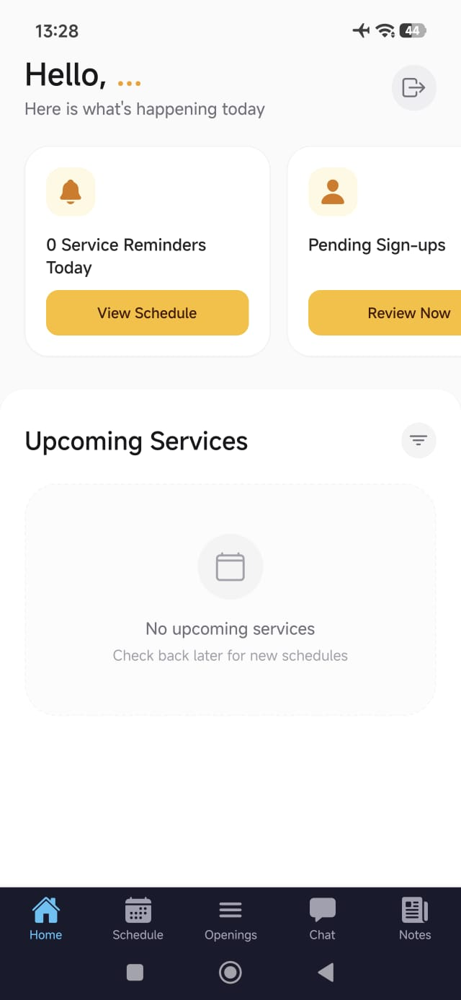 13:28
44
Hello, ...
Here is what's happening today
0 Service Reminders
Today
View Schedule
Pending Sign-ups
Review Now
Upcoming Services
No upcoming services
Check back later for new schedules
Home
Schedule
Openings
Chat
Notes